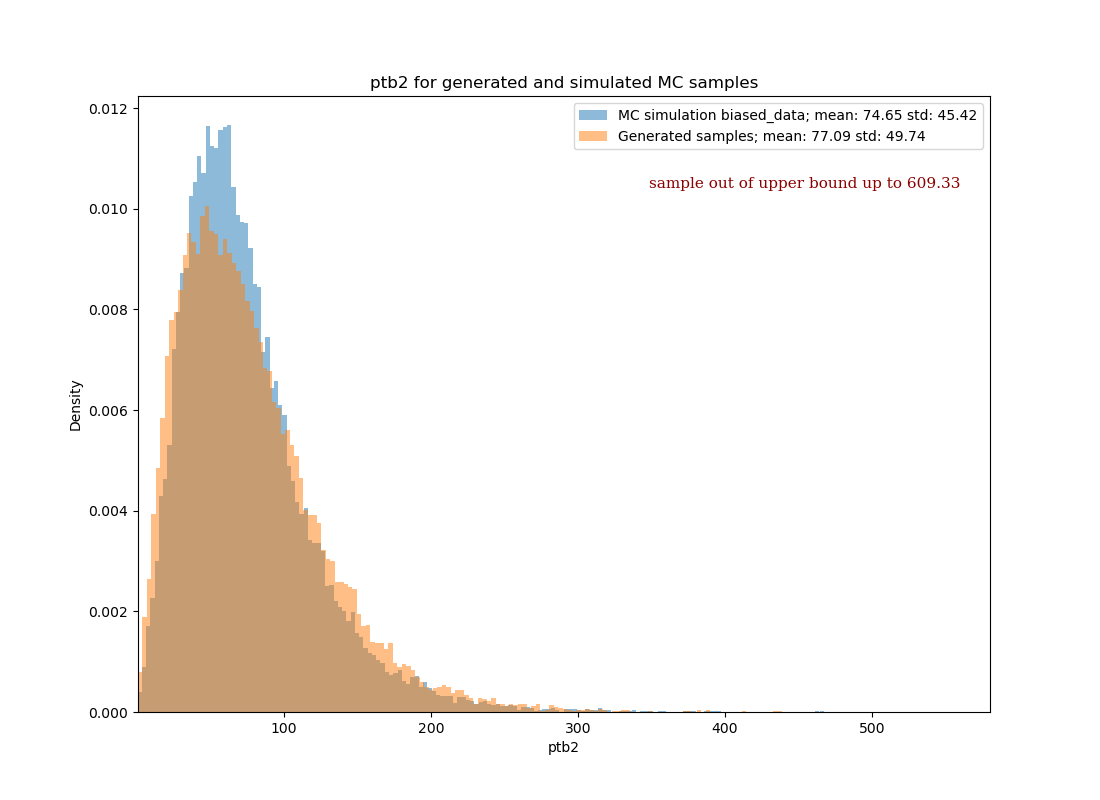 ptb2 for generated and simulated MC samples
MC simulation biased_data; mean: 74.65 std: 45.42
Generated samples; mean: 77.09 std: 49.74
sample out of upper bound up to 609.33
0.012
0.010
0.008
0.006
0.004
0.002
0.000
Density
100 200 300 400 500
ptb2